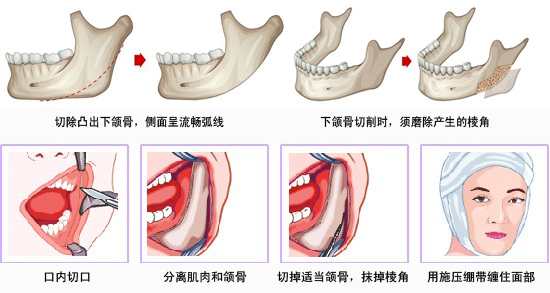 切除凸出下颌骨，侧面呈流畅弧线
下颌骨切削时，须磨除产生的棱角
口内切口
分离肌肉和颌骨
切掉适当颌骨，抹掉棱角
用施压绷带缠住面部